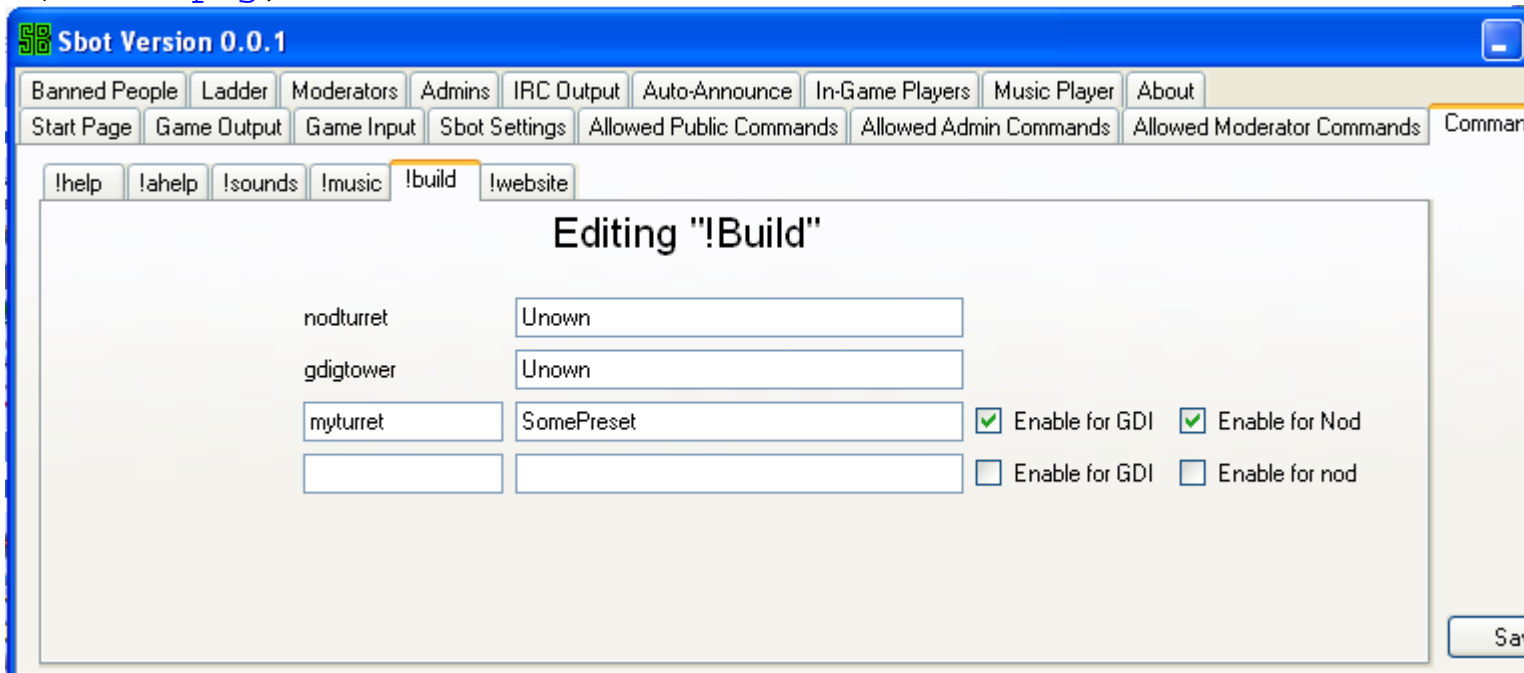 Sbot Version 0.0.1
Banned People Ladder Moderators Admins IRC Output Auto-Announce In-Game Players Music Player About
Start Page Game Output Game Input Sbot Settings Allowed Public Commands Allowed Admin Commands Allowed Moderator Commands Comman
!help !ahelp !sounds !music !build !website
Editing "!Build"
nodturret Unown
gdigtower Unown
myturret SomePreset Enable for GDI Enable for Nod
Enable for GDI Enable for nod
Sav